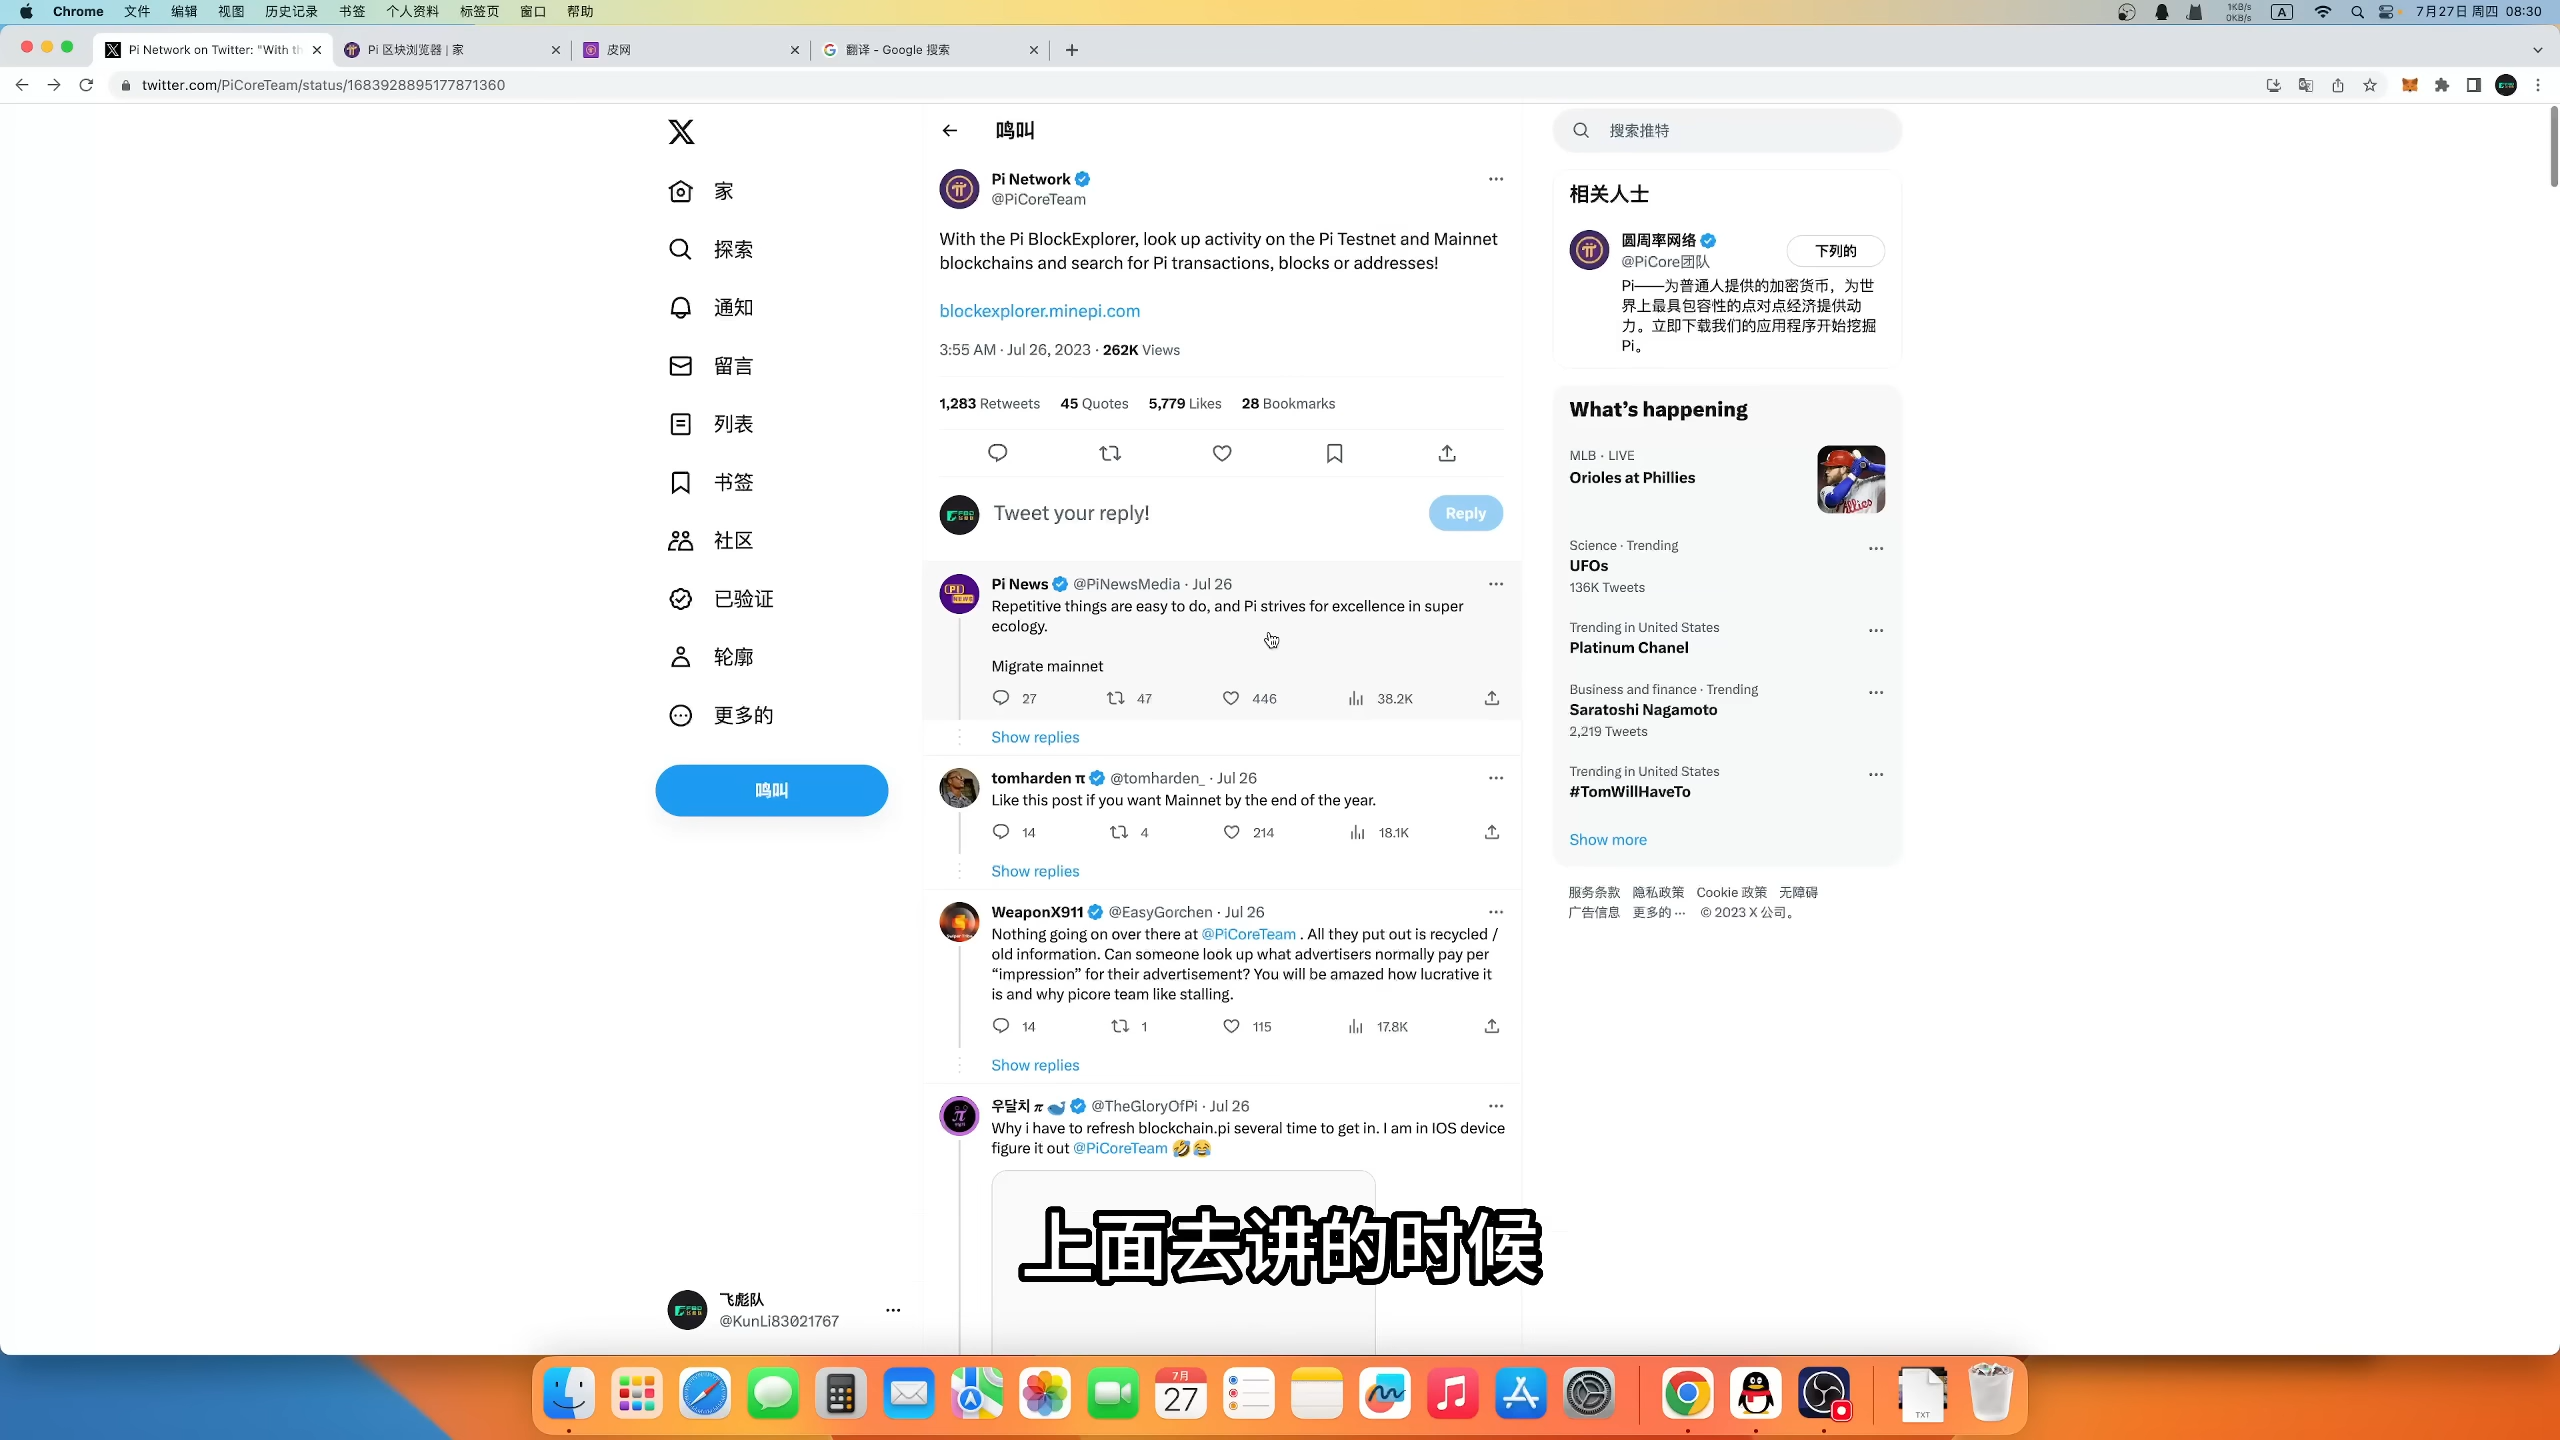 Chrome 文件 编辑 视图 历史记录 书签 个人资料 标签页 窗口 帮助
1KB/s
0KB/s
A
7月27日 周四 08:30
Pi Network on Twitter: "With th
Pi 区块浏览器 | 家
皮网
翻译 - Google 搜索
twitter.com/PiCoreTeam/status/1683928895177871360
家
探索
通知
留言
列表
书签
社区
已验证
轮廓
更多的
鸣叫
飞彪队
@KunLi83021767
鸣叫
Pi Network
@PiCoreTeam
With the Pi BlockExplorer, look up activity on the Pi Testnet and Mainnet
blockchains and search for Pi transactions, blocks or addresses!
blockexplorer.minepi.com
3:55 AM · Jul 26, 2023 · 262K Views
1,283 Retweets 45 Quotes 5,779 Likes 28 Bookmarks
Tweet your reply!
Reply
PI
NEWS
Pi News @PiNewsMedia · Jul 26
Repetitive things are easy to do, and Pi strives for excellence in super
ecology.
Migrate mainnet
27 47 446 38.2K
Show replies
tomharden π @tomharden_ · Jul 26
Like this post if you want Mainnet by the end of the year.
14 4 214 18.1K
Show replies
WeaponX911 @EasyGorchen · Jul 26
Nothing going on over there at @PiCoreTeam . All they put out is recycled /
old information. Can someone look up what advertisers normally pay per
“impression” for their advertisement? You will be amazed how lucrative it
is and why picore team like stalling.
14 1 115 17.8K
Show replies
우달치 π 🐳 @TheGloryOfPi · Jul 26
Why i have to refresh blockchain.pi several time to get in. I am in IOS device
figure it out @PiCoreTeam 🤣😂
上面去讲的时候
搜索推特
相关人士
圆周率网络
@PiCore团队
下列的
Pi——为普通人提供的加密货币，为世
界上最具包容性的点对点经济提供动
力。立即下载我们的应用程序开始挖掘
Pi。
What’s happening
MLB · LIVE
Orioles at Phillies
Science · Trending
UFOs
136K Tweets
Trending in United States
Platinum Chanel
Business and finance · Trending
Saratoshi Nagamoto
2,219 Tweets
Trending in United States
#TomWillHaveTo
Show more
服务条款 隐私政策 Cookie 政策 无障碍
广告信息 更多的 ··· © 2023 X 公司。
7月
27
TXT